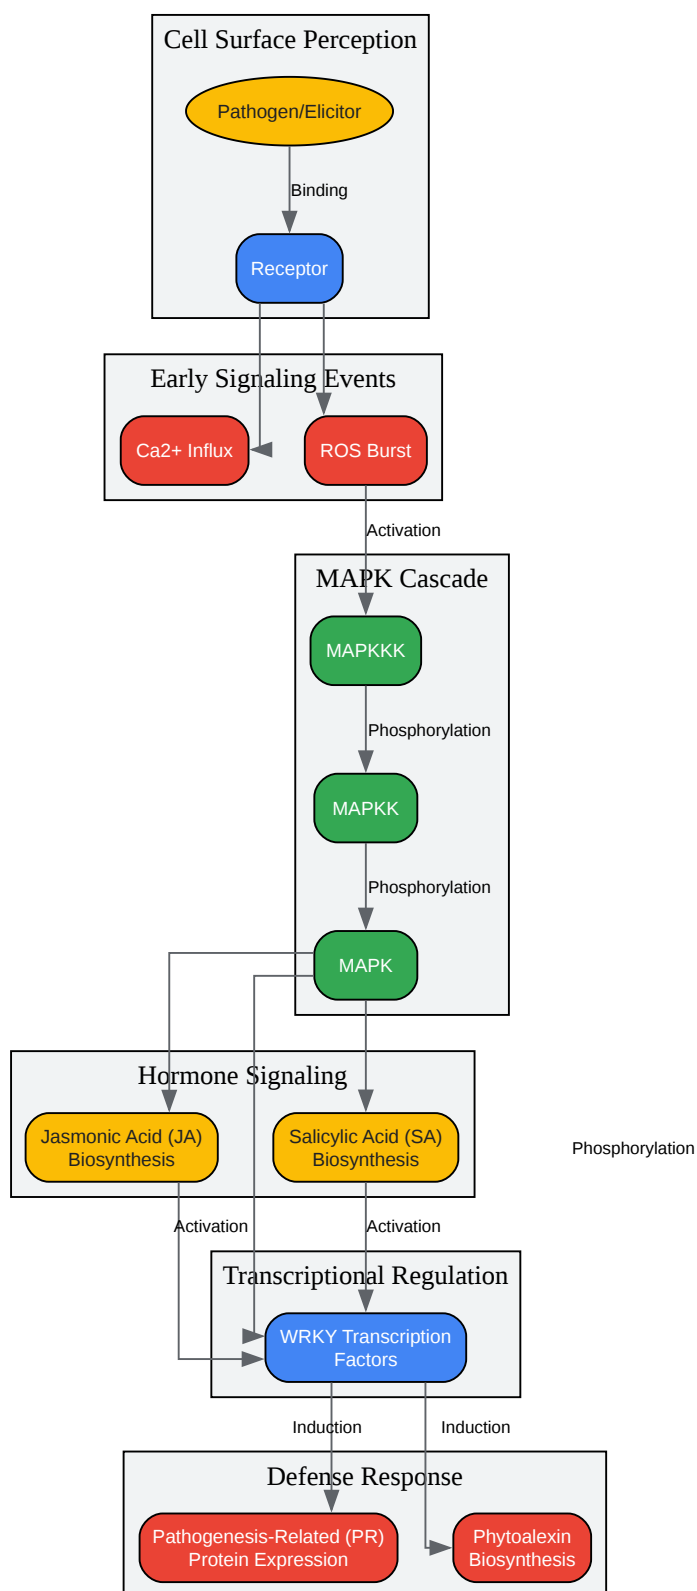 Cell Surface Perception
Pathogen/Elicitor
Binding
Receptor
Early Signaling Events
Ca2+ Influx
ROS Burst
Activation
MAPK Cascade
MAPKKK
Phosphorylation
MAPKK
Phosphorylation
MAPK
Hormone Signaling
Jasmonic Acid (JA)
Biosynthesis
Salicylic Acid (SA)
Biosynthesis
Phosphorylation
Activation
Activation
Transcriptional Regulation
WRKY Transcription
Factors
Induction
Induction
Defense Response
Pathogenesis-Related (PR)
Protein Expression
Phytoalexin
Biosynthesis